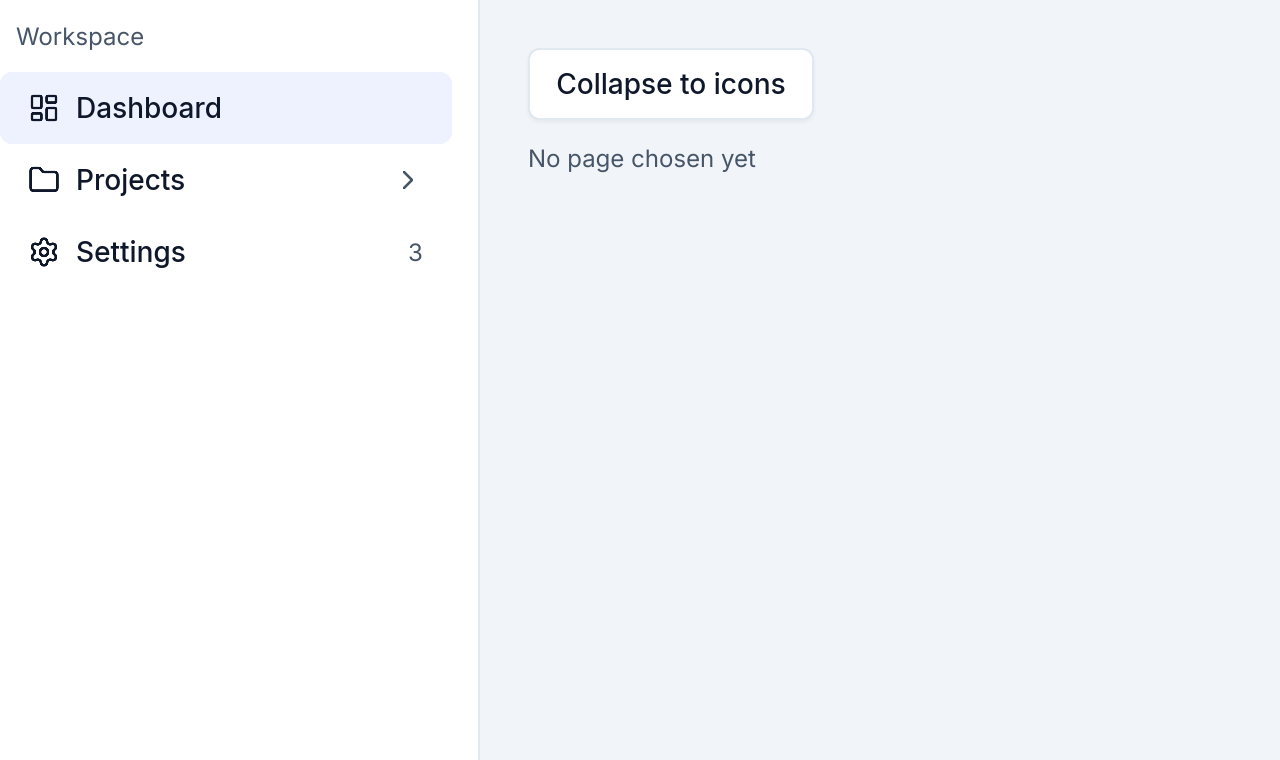 Workspace
Dashboard
Projects
Settings 3
Collapse to icons
No page chosen yet